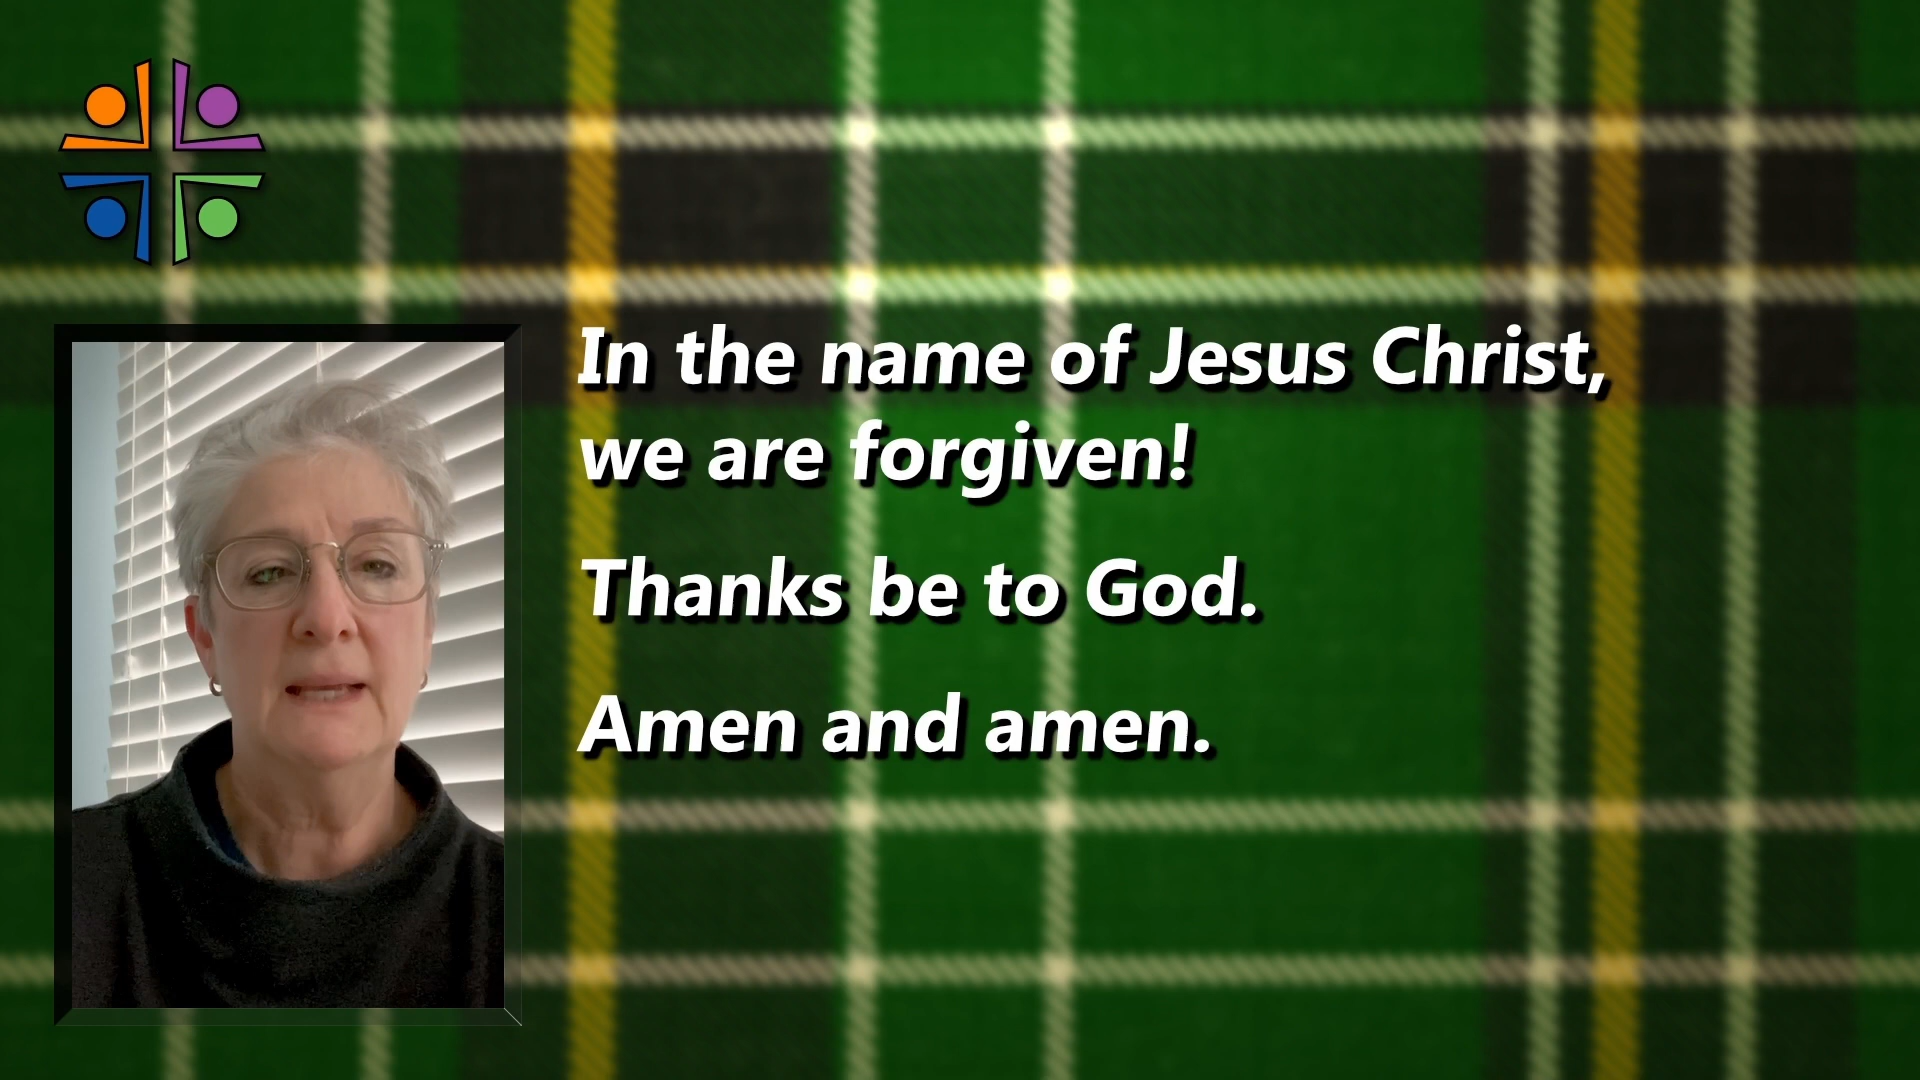 In the name of Jesus Christ,
we are forgiven!
Thanks be to God.
Amen and amen.